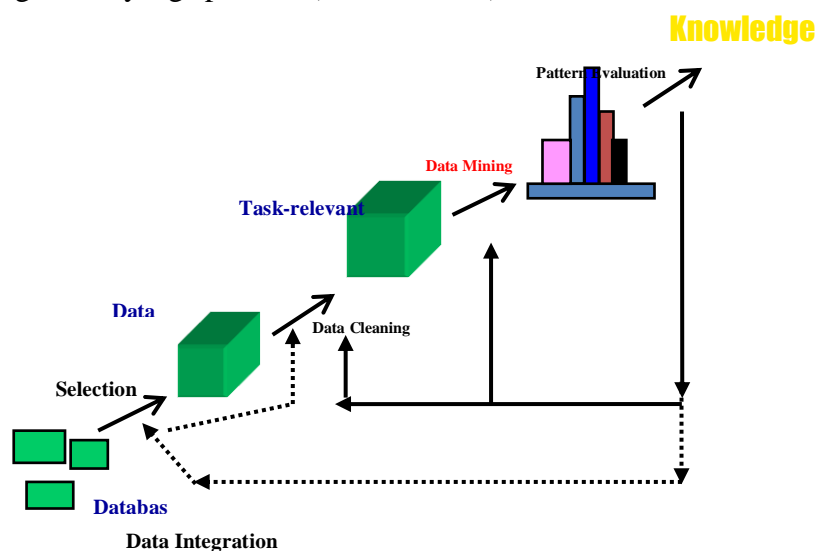 Knowledge
Pattern Evaluation
Data Mining
Task-relevant
Data
Data Cleaning
Selection
Databas
Data Integration